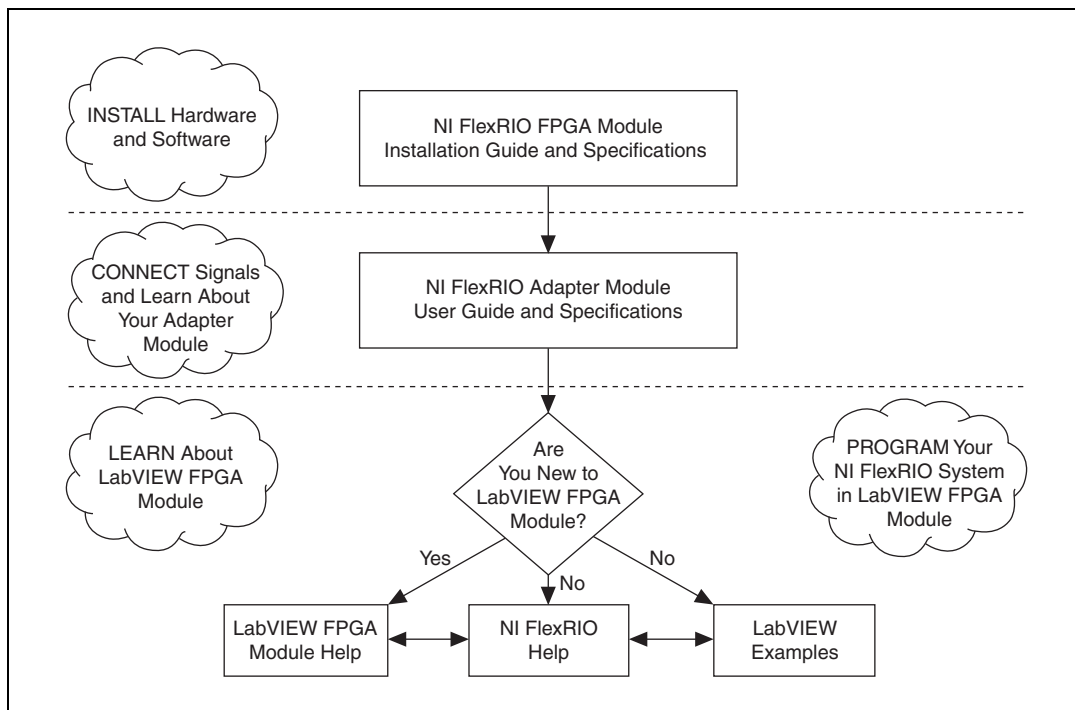 INSTALL Hardware
and Software
NI FlexRIO FPGA Module
Installation Guide and Specifications
CONNECT Signals
and Learn About
Your Adapter
Module
NI FlexRIO Adapter Module
User Guide and Specifications
LEARN About
LabVIEW FPGA
Module
Are
You New to
LabVIEW FPGA
Module?
PROGRAM Your
NI FlexRIO System
in LabVIEW FPGA
Module
Yes
No
No
LabVIEW FPGA
Module Help
NI FlexRIO
Help
LabVIEW
Examples